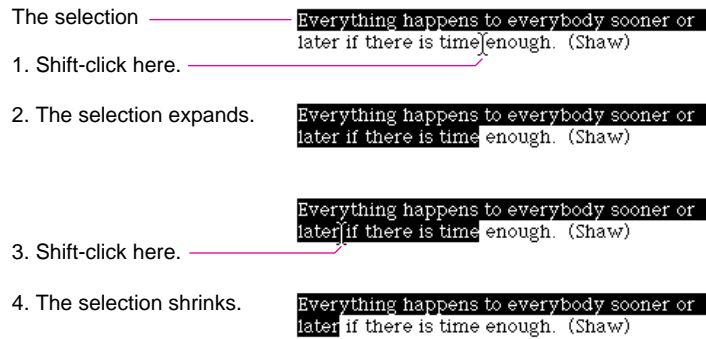 The selection
Everything happens to everybody sooner or
later if there is time enough. (Shaw)
1. Shift-click here.
2. The selection expands.
Everything happens to everybody sooner or
later if there is time enough. (Shaw)
Everything happens to everybody sooner or
later if there is time enough. (Shaw)
3. Shift-click here.
4. The selection shrinks.
Everything happens to everybody sooner or
later if there is time enough. (Shaw)